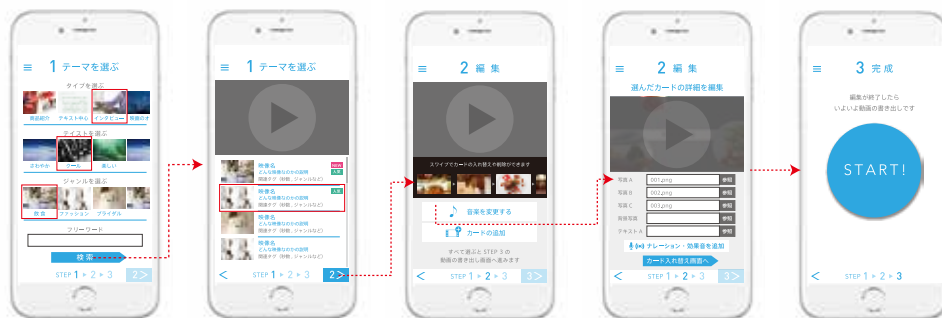 1 テーマを選ぶ
タイプを選ぶ
商品紹介 テキスト中心 インタビュー 動画のオ
テイストを選ぶ
さわやか クール 楽しい
ジャンルを選ぶ
飲食 ファッション ブライダル
フリーワード
検索
STEP 1 ▶ 2 ▶ 3 2>
1 テーマを選ぶ
映像名 NEW
どんな映像なのかの説明 人気
関連タグ（秒数、ジャンルなど）
映像名 人気
どんな映像なのかの説明
関連タグ（秒数、ジャンルなど）
映像名
どんな映像なのかの説明
関連タグ（秒数、ジャンルなど）
映像名
どんな映像なのかの説明
関連タグ（秒数、ジャンルなど）
< STEP 1 ▶ 2 ▶ 3 2>
2 編集
スワイプでカードの入れ替えや削除ができます
音楽を変更する
カードの追加
すべて選ぶと STEP 3 の
動画の書き出し画面へ進みます
< STEP 1 ▶ 2 ▶ 3 3>
2 編集
選んだカードの詳細を編集
写真 A 001.png 参照
写真 B 002.png 参照
写真 C 003.png 参照
背景写真 参照
テキスト A 参照
ナレーション・効果音を追加
カード入れ替え画面へ
< STEP 1 ▶ 2 ▶ 3 3>
3 完成
編集が終了したら
いよいよ動画の書き出しです
START!
< STEP 1 ▶ 2 ▶ 3